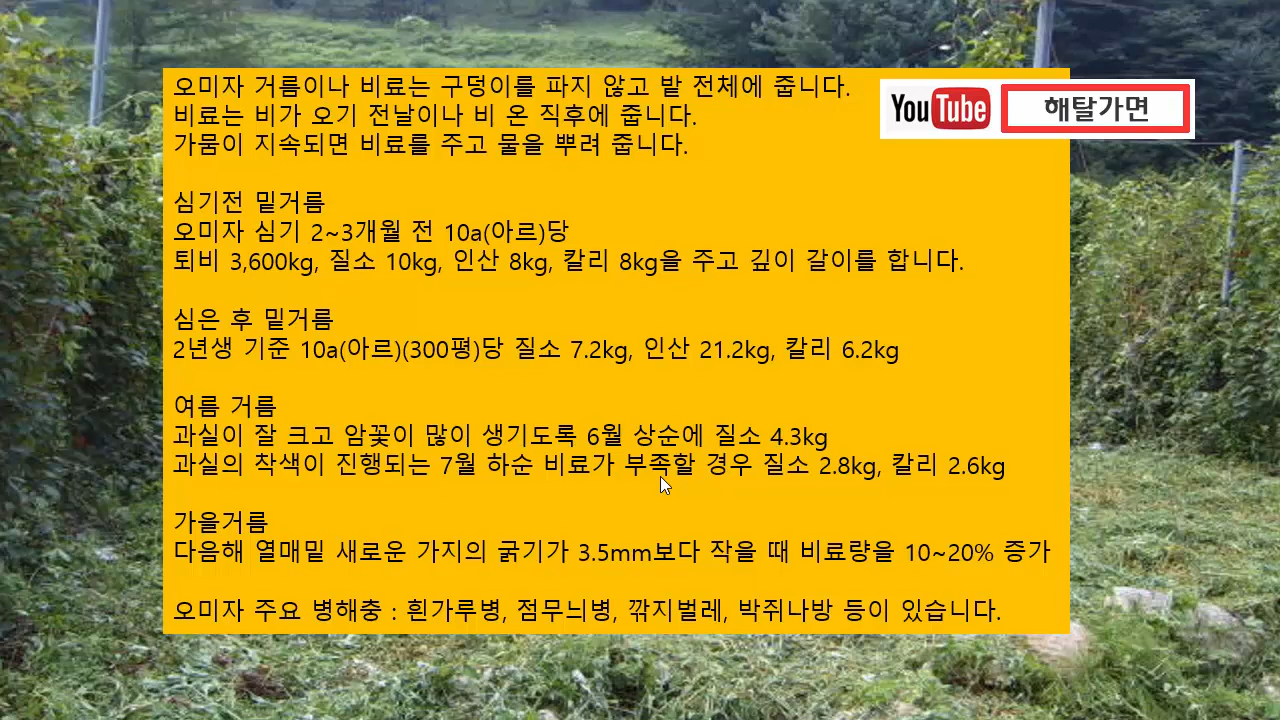 오미자 거름이나 비료는 구덩이를 파지 않고 밭 전체에 줍니다.
비료는 비가 오기 전날이나 비 온 직후에 줍니다.
가뭄이 지속되면 비료를 주고 물을 뿌려 줍니다.
YouTube 해탈가면
심기전 밑거름
오미자 심기 2~3개월 전 10a(아르)당
퇴비 3,600kg, 질소 10kg, 인산 8kg, 칼리 8kg을 주고 깊이 갈이를 합니다.
심은 후 밑거름
2년생 기준 10a(아르)(300평)당 질소 7.2kg, 인산 21.2kg, 칼리 6.2kg
여름 거름
과실이 잘 크고 암꽃이 많이 생기도록 6월 상순에 질소 4.3kg
과실의 착색이 진행되는 7월 하순 비료가 부족할 경우 질소 2.8kg, 칼리 2.6kg
가을거름
다음해 열매밑 새로운 가지의 굵기가 3.5mm보다 작을 때 비료량을 10~20% 증가
오미자 주요 병해충 : 흰가루병, 점무늬병, 깎지벌레, 박쥐나방 등이 있습니다.